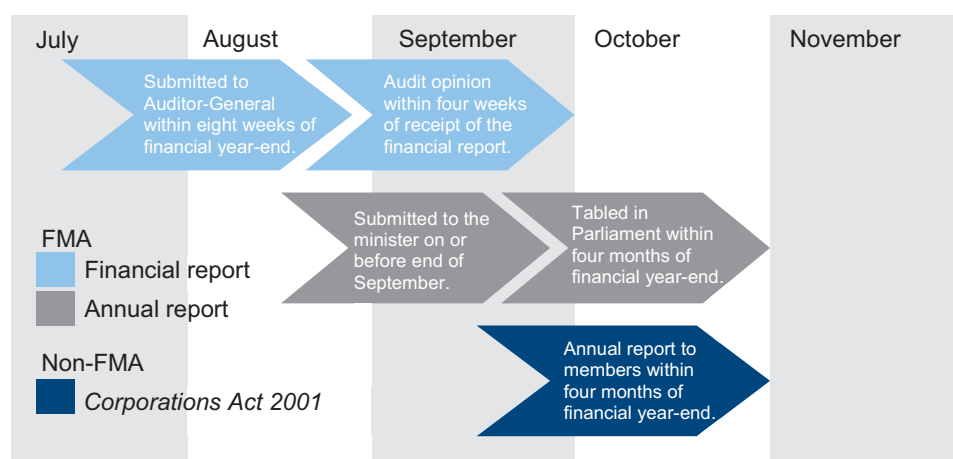 July August September October November
Submitted to
Auditor-General
within eight weeks of
financial year-end.
Audit opinion
within four weeks
of receipt of the
financial report.
Submitted to the
minister on or
before end of
September.
Tabled in
Parliament within
four months of
financial year-end.
FMA
Financial report
Annual report
Annual report to
members within
four months of
financial year-end.
Non-FMA
Corporations Act 2001